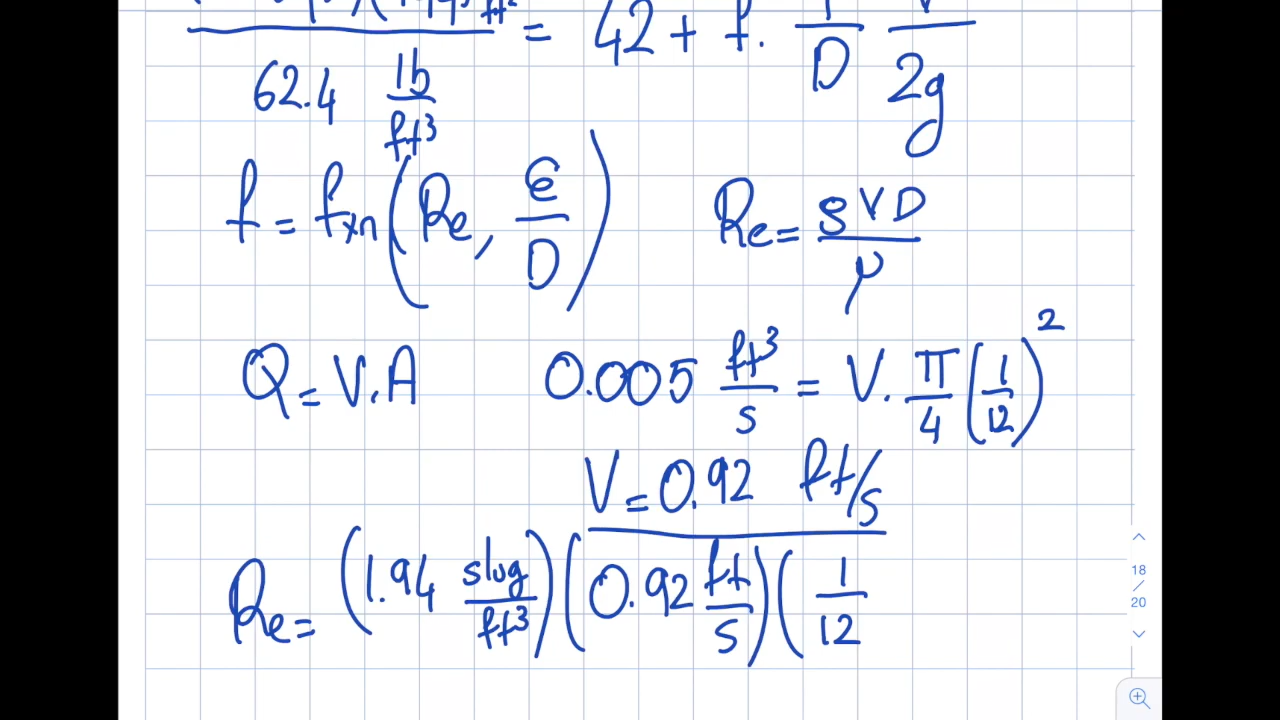 = 42 + f. D 2g
62.4 lb/ft³
f = fxn(Re, ϵ/D) Re = ρVD/μ
Q = V.A 0.005 ft³/s = V. π/4 (1/12)²
V = 0.92 ft/s
Re = (1.94 slug/ft³)(0.92 ft/s)(1/12
18
/
20